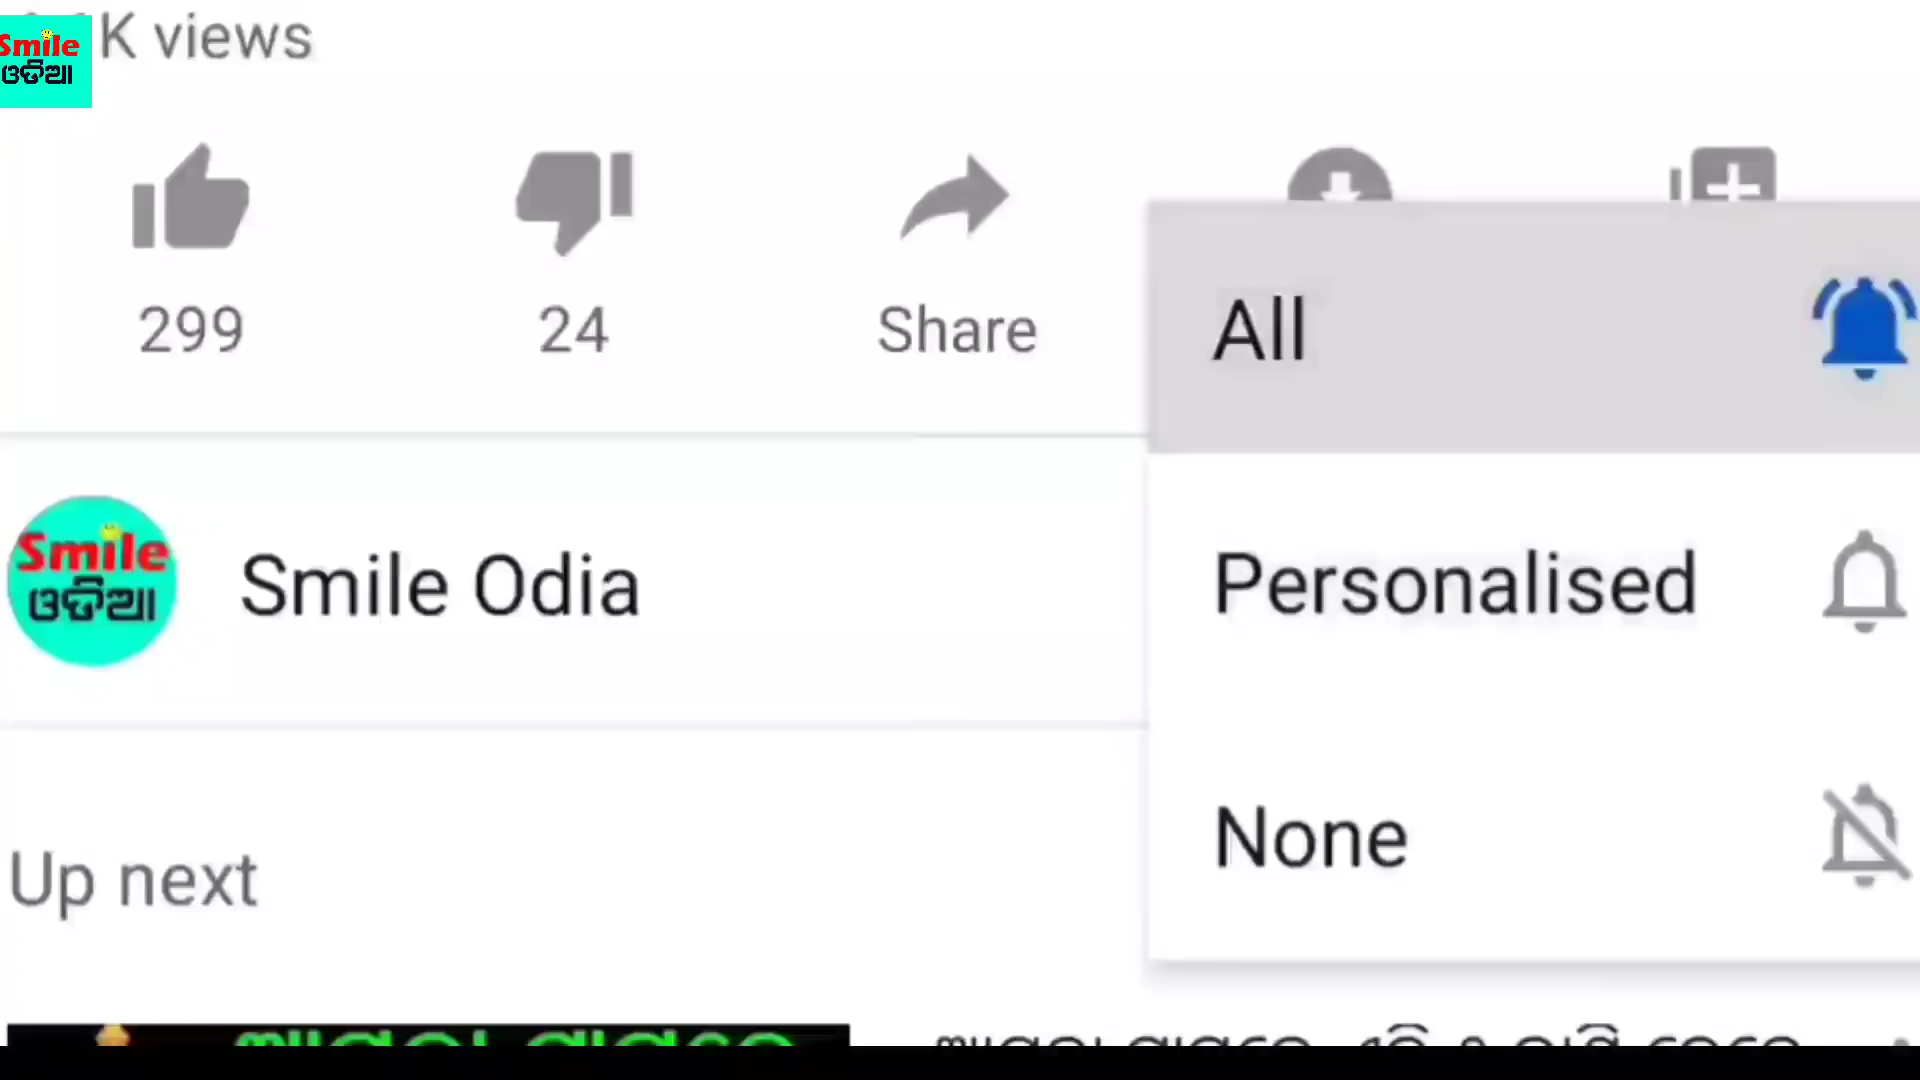 Smile
ଓଡିଆ
K views
299
24
Share
All
Smile
ଓଡିଆ
Smile Odia
Personalised
None
Up next